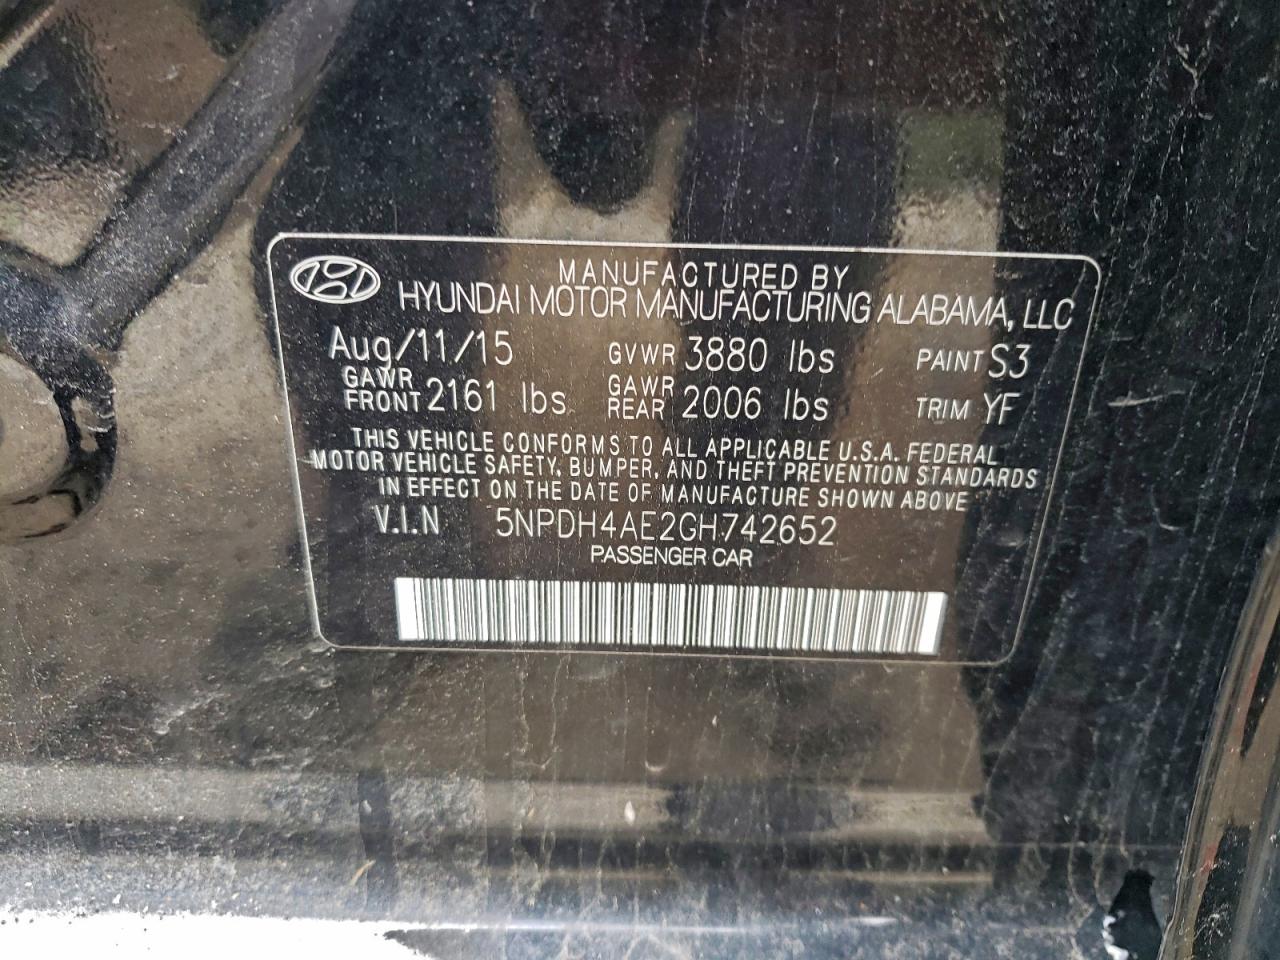 MANUFACTURED BY
HYUNDAI MOTOR MANUFACTURING ALABAMA, LLC
Aug/11/15 GVWR 3880 lbs PAINT S3
GAWR FRONT 2161 lbs GAWR REAR 2006 lbs TRIM YF
THIS VEHICLE CONFORMS TO ALL APPLICABLE U.S.A. FEDERAL
MOTOR VEHICLE SAFETY, BUMPER, AND THEFT PREVENTION STANDARDS
IN EFFECT ON THE DATE OF MANUFACTURE SHOWN ABOVE
V.I.N 5NPDH4AE2GH742652
PASSENGER CAR